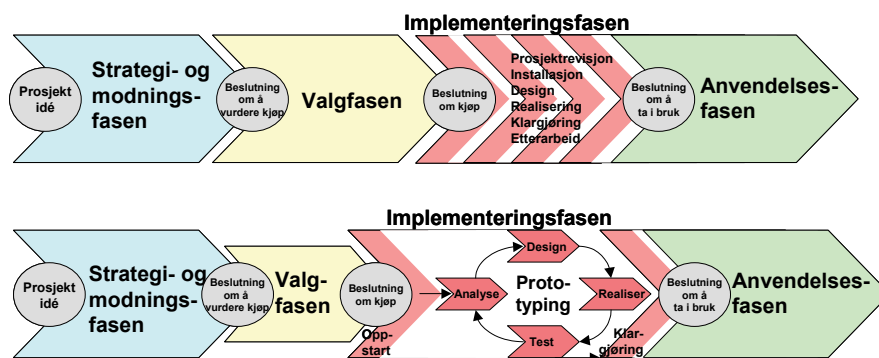 Implementeringsfasen
Prosjekt
idé
Strategi- og
modnings-
fasen
Beslutning
om å
vurdere kjøp
Valgfasen
Beslutning
om kjøp
Prosjektrevisjon
Installasjon
Design
Realisering
Klargjøring
Etterarbeid
Beslutning
om å
ta i bruk
Anvendelses-
fasen
Implementeringsfasen
Prosjekt
idé
Strategi- og
modnings-
fasen
Beslutning
om å
vurdere kjøp
Valg-
fasen
Beslutning
om kjøp
Opp-
start
Analyse
Design
Proto-
typing
Realiser
Test
Klar-
gjøring
Beslutning
om å
ta i bruk
Anvendelses-
fasen